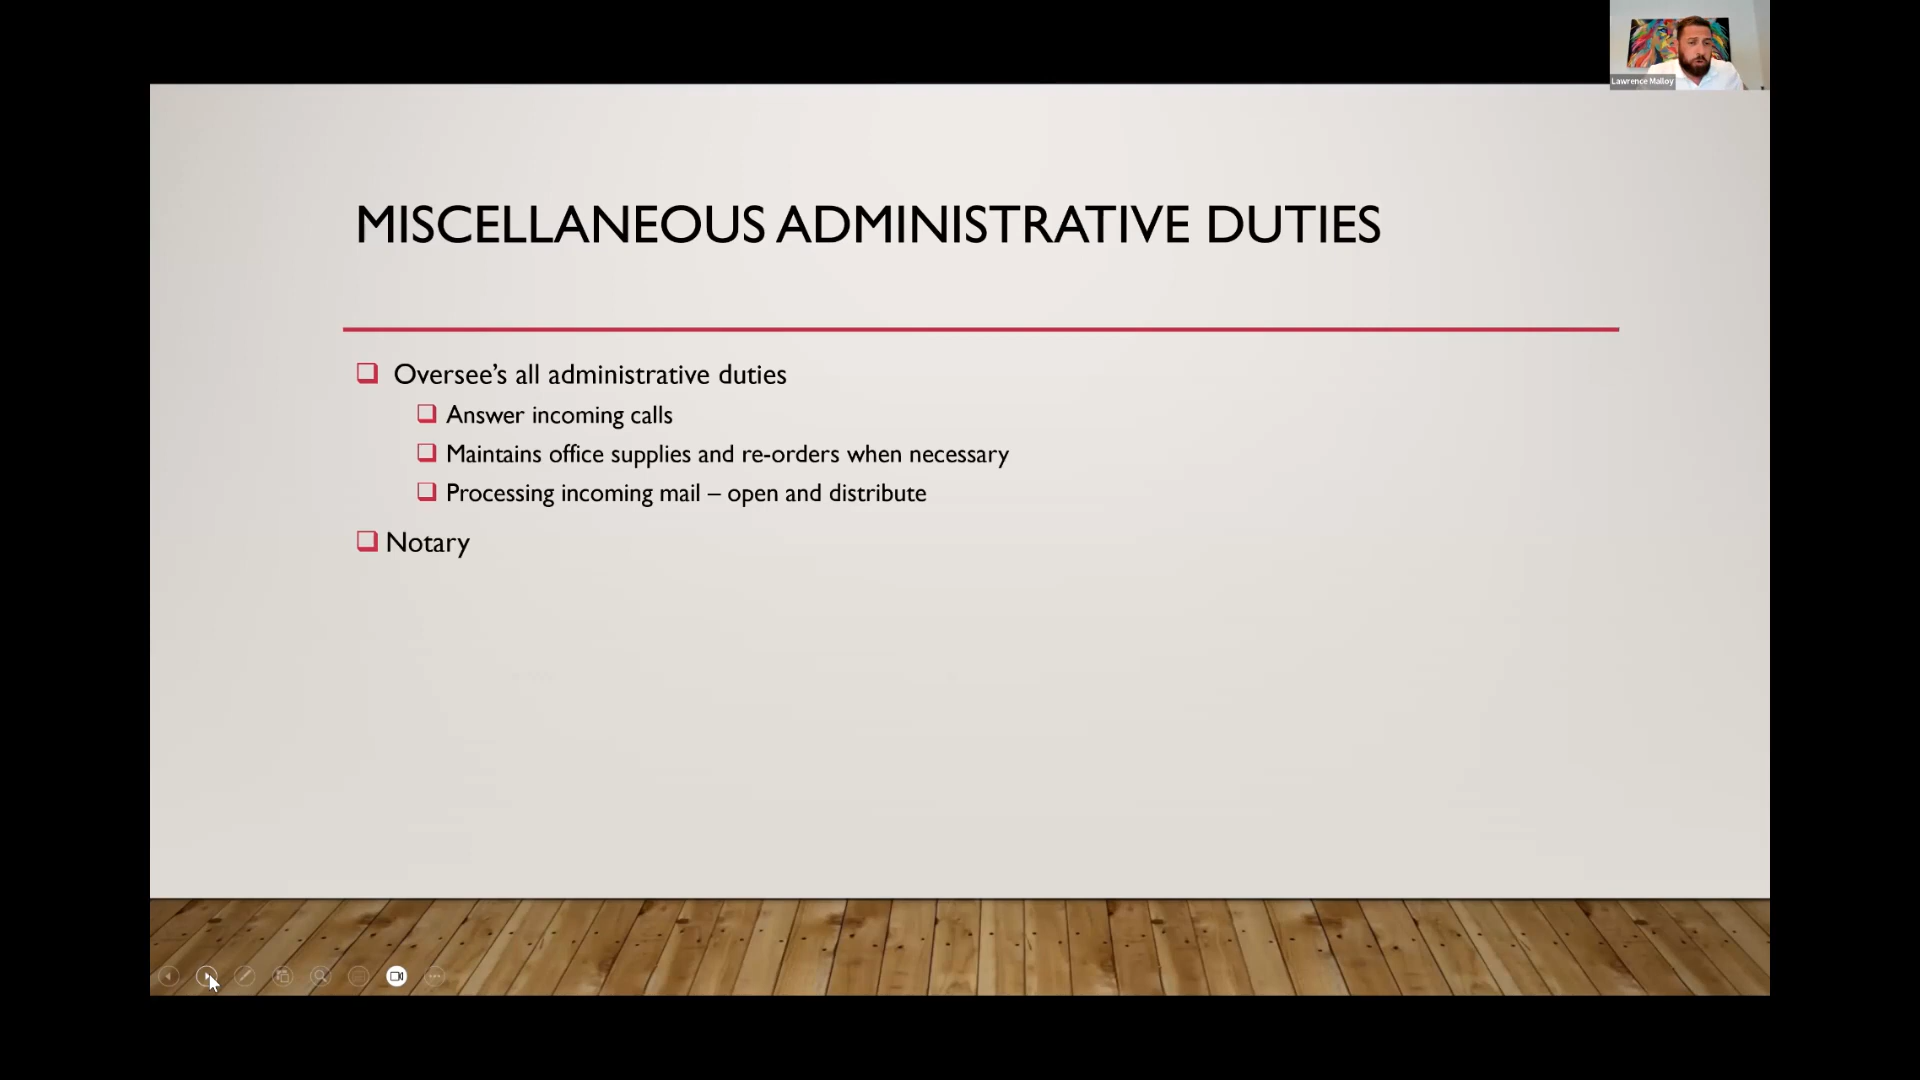 Lawrence Malloy
MISCELLANEOUS ADMINISTRATIVE DUTIES
Oversee’s all administrative duties
Answer incoming calls
Maintains office supplies and re-orders when necessary
Processing incoming mail – open and distribute
Notary